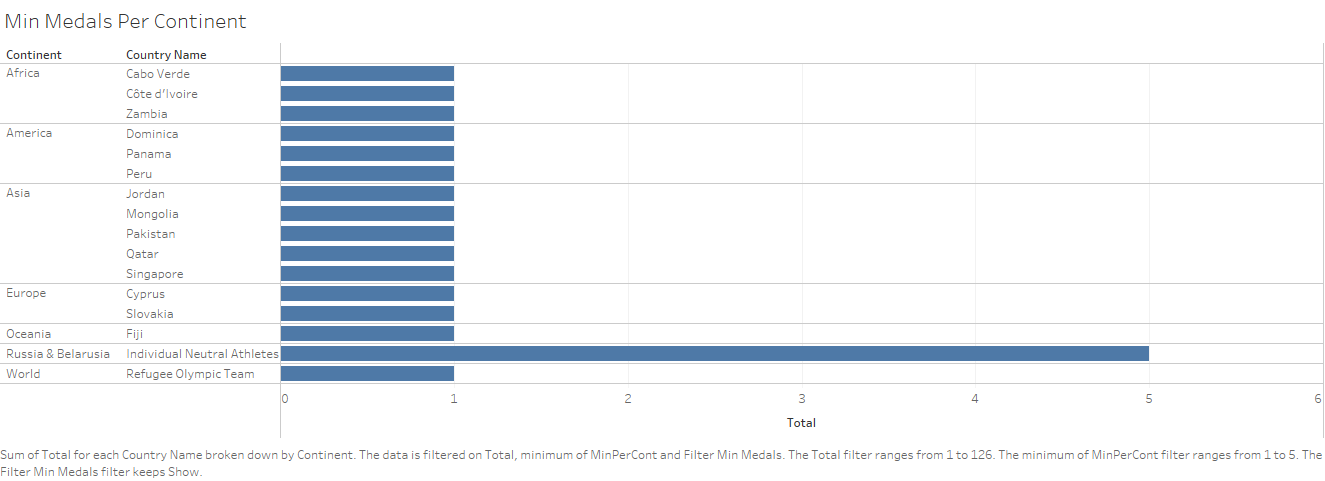 Min Medals Per Continent
Continent Country Name
Africa Cabo Verde
Côte d'Ivoire
Zambia
America Dominica
Panama
Peru
Asia Jordan
Mongolia
Pakistan
Qatar
Singapore
Europe Cyprus
Slovakia
Oceania Fiji
Russia & Belarusia Individual Neutral Athletes
World Refugee Olympic Team
0 1 2 3 4 5 6
Total
Sum of Total for each Country Name broken down by Continent. The data is filtered on Total, minimum of MinPerCont and Filter Min Medals. The Total filter ranges from 1 to 126. The minimum of MinPerCont filter ranges from 1 to 5. The
Filter Min Medals filter keeps Show.